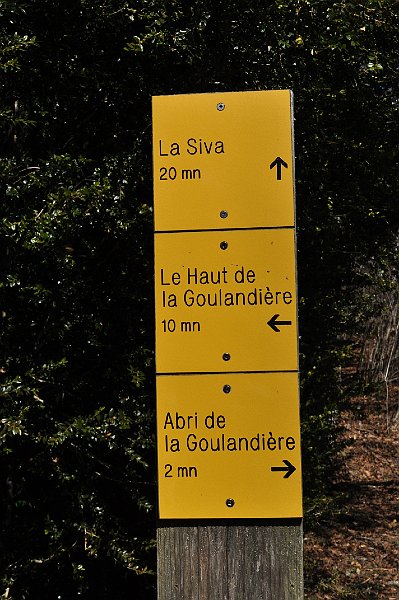 La Siva
20 mn ↑
Le Haut de
la Goulandière
10 mn ←
Abri de
la Goulandière
2 mn →